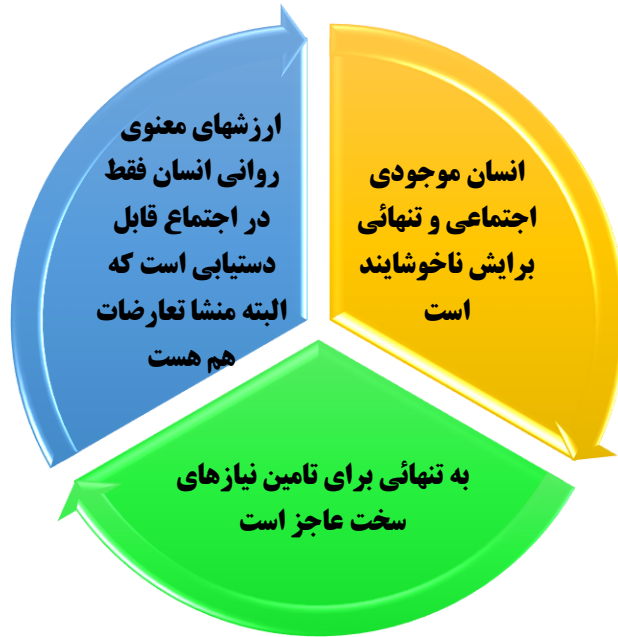 انسان موجودی
اجتماعی و تنهائی
برایش ناخوشایند
است
به تنهائی برای تامین نیازهای
سخت عاجز است
ارزشهای معنوی
روانی انسان فقط
در اجتماع قابل
دستیابی است که
البته منشا تعارضات
هم هست